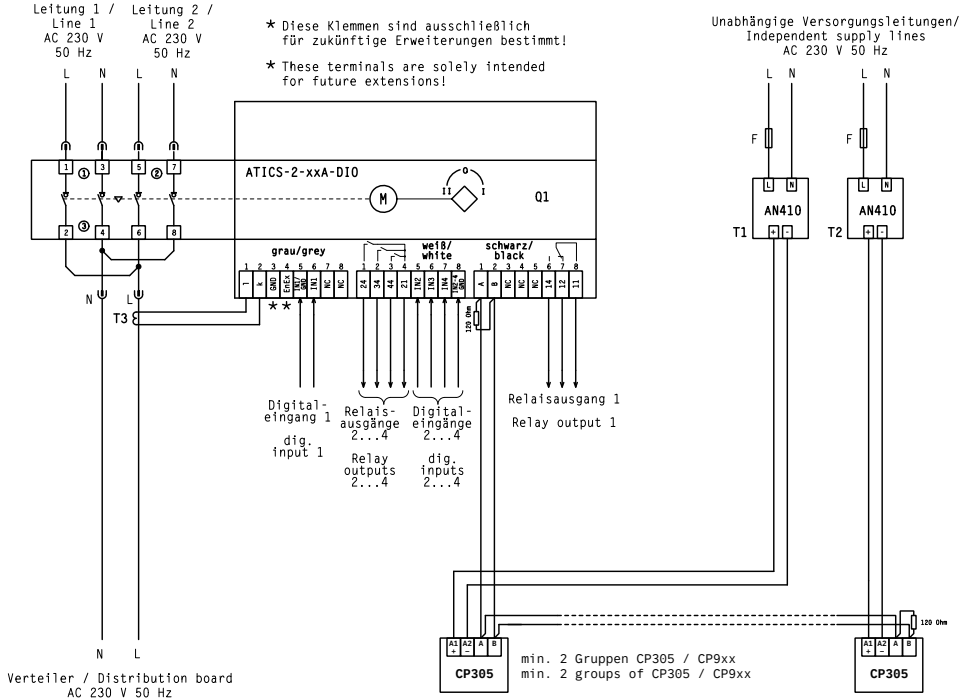 Leitung 1 /
Line 1
AC 230 V
50 Hz
Leitung 2 /
Line 2
AC 230 V
50 Hz
* Diese Klemmen sind ausschließlich
für zukünftige Erweiterungen bestimmt!
* These terminals are solely intended
for future extensions!
Unabhängige Versorgungsleitungen/
Independent supply lines
AC 230 V 50 Hz
L N L N
L N L N
F F
1 3 5 7
① ②
③
2 4 6 8
ATICS-2-xxA-DIO
M
II O I
Q1
L N
AN410
+ -
T1
L N
AN410
+ -
T2
grau/grey
weiß/
white
schwarz/
black
1 2 3 4 5 6 7 8
l k GND EnEx IN1/GND IN1 NC NC
1 2 3 4 5 6 7 8
24 34 44 21 IN2 IN3 IN4 IN2-4 GND
1 2 3 4 5 6 7 8
A B NC NC NC 14 12 11
* *
N L
T3
120 Ohm
Digital-
eingang 1
dig.
input 1
Relais-
ausgänge
2...4
Relay
outputs
2...4
Digital-
eingänge
2...4
dig.
inputs
2...4
Relaisausgang 1
Relay output 1
N L
Verteiler / Distribution board
AC 230 V 50 Hz
A1 A2 A B
+ -
CP305
min. 2 Gruppen CP305 / CP9xx
min. 2 groups of CP305 / CP9xx
A1 A2 A B
+ -
CP305
120 Ohm